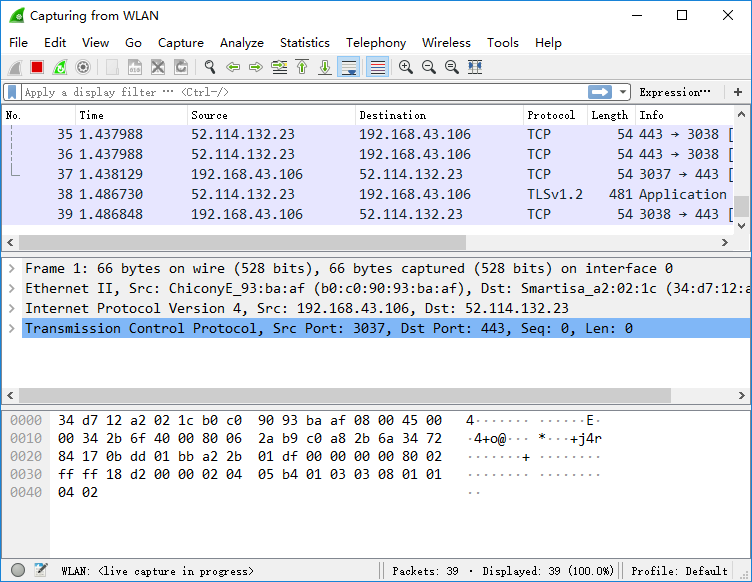 Capturing from WLAN
File Edit View Go Capture Analyze Statistics Telephony Wireless Tools Help
Apply a display filter ⋯ <Ctrl-/> Expression⋯ +
No. Time Source Destination Protocol Length Info
35 1.437988 52.114.132.23 192.168.43.106 TCP 54 443 → 3038 [
36 1.437988 52.114.132.23 192.168.43.106 TCP 54 443 → 3038 [
37 1.438129 192.168.43.106 52.114.132.23 TCP 54 3037 → 443 [
38 1.486730 52.114.132.23 192.168.43.106 TLSv1.2 481 Application
39 1.486848 192.168.43.106 52.114.132.23 TCP 54 3038 → 443 [
Frame 1: 66 bytes on wire (528 bits), 66 bytes captured (528 bits) on interface 0
Ethernet II, Src: ChiconyE_93:ba:af (b0:c0:90:93:ba:af), Dst: Smartisa_a2:02:1c (34:d7:12:a
Internet Protocol Version 4, Src: 192.168.43.106, Dst: 52.114.132.23
Transmission Control Protocol, Src Port: 3037, Dst Port: 443, Seq: 0, Len: 0
0000 34 d7 12 a2 02 1c b0 c0 90 93 ba af 08 00 45 00 4······· ······E·
0010 00 34 2b 6f 40 00 80 06 2a b9 c0 a8 2b 6a 34 72 ·4+o@··· *···+j4r
0020 84 17 0b dd 01 bb a2 2b 01 df 00 00 00 00 80 02 ·······+ ········
0030 ff ff 18 d2 00 00 02 04 05 b4 01 03 03 08 01 01 ········ ········
0040 04 02 ··
WLAN: <live capture in progress> Packets: 39 · Displayed: 39 (100.0%) Profile: Default